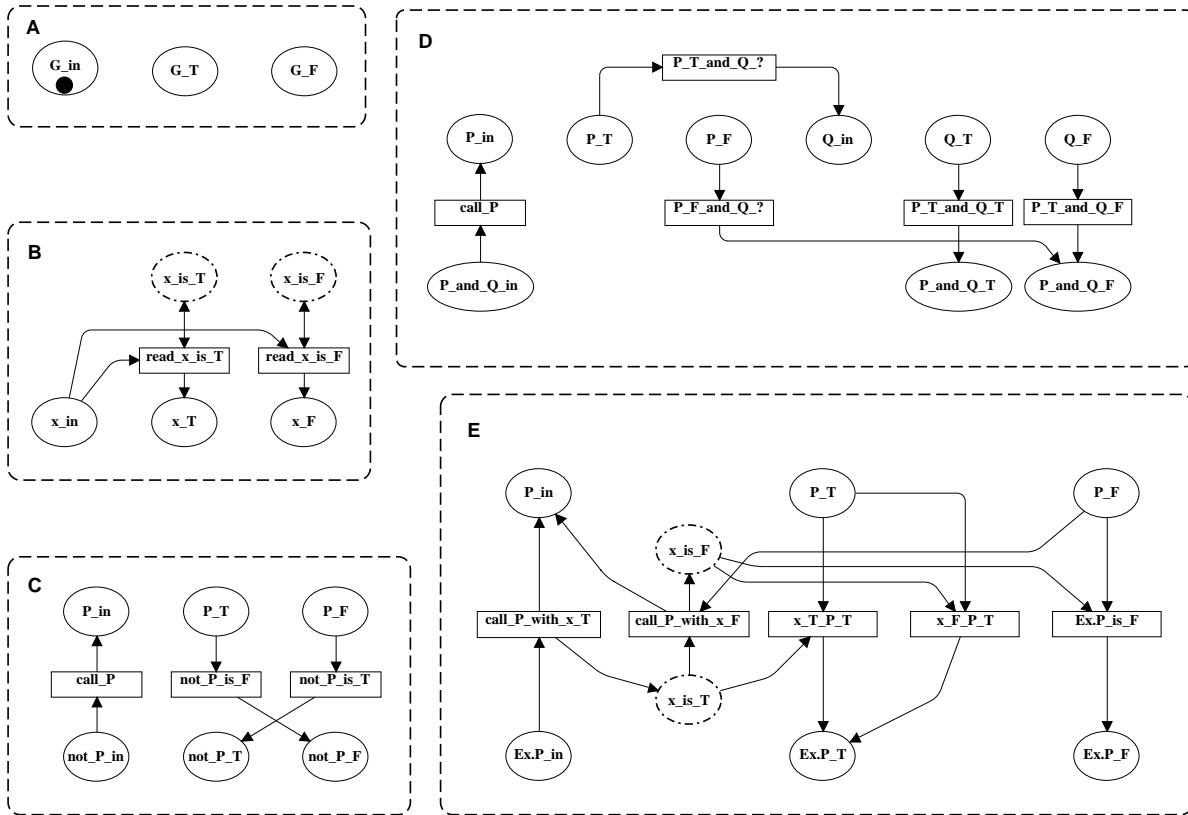 A
G_in
G_T
G_F
B
x_is_T
x_is_F
read_x_is_T
read_x_is_F
x_in
x_T
x_F
C
P_in
P_T
P_F
call_P
not_P_is_F
not_P_is_T
not_P_in
not_P_T
not_P_F
D
P_T_and_Q_?
P_in
P_T
P_F
Q_in
Q_T
Q_F
call_P
P_F_and_Q_?
P_T_and_Q_T
P_T_and_Q_F
P_and_Q_in
P_and_Q_T
P_and_Q_F
E
P_in
P_T
P_F
x_is_F
call_P_with_x_T
call_P_with_x_F
x_T_P_T
x_F_P_T
Ex.P_is_F
x_is_T
Ex.P_in
Ex.P_T
Ex.P_F